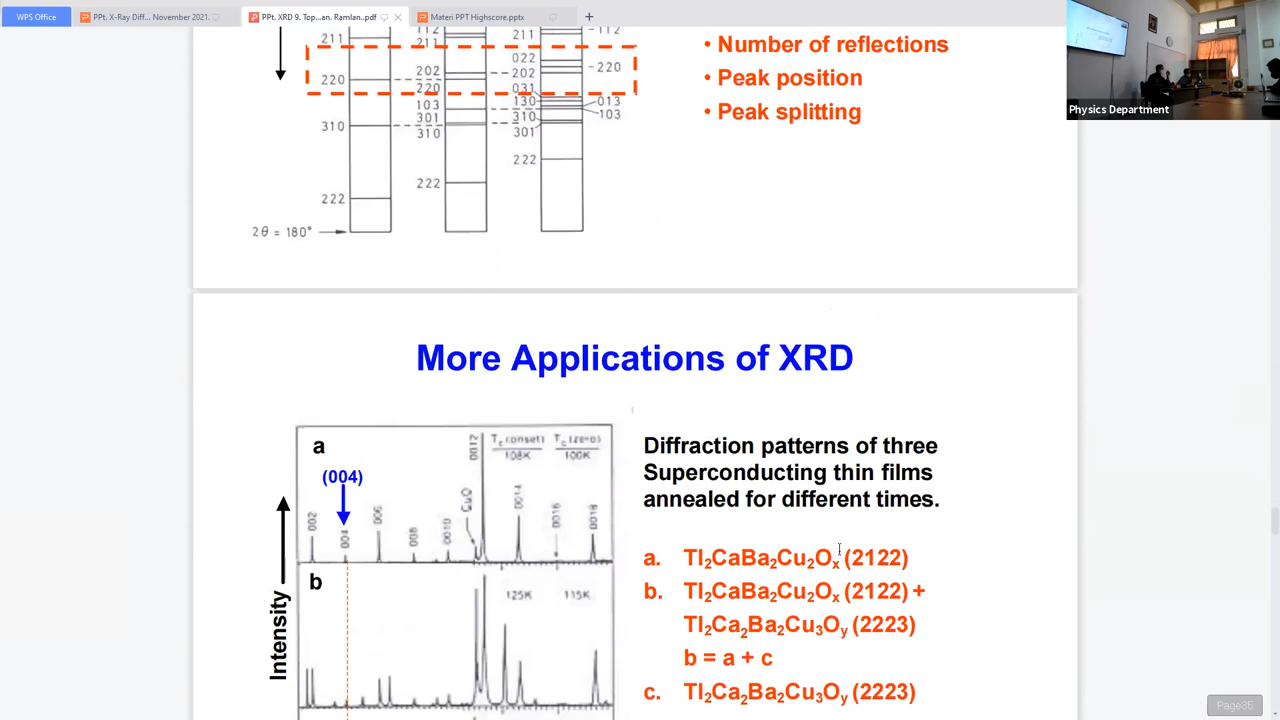 WPS Office
PPt. X-Ray Diff... November 2021.
PPt. XRD 9. Top...an. Ramlan..pdf
Materi PPT Highscore.pptx
Physics Department
211
112
211
211
-112
• Number of reflections
022
-220
220
202
202
• Peak position
220
031
103
130
-013
• Peak splitting
301
310
-103
310
310
301
222
222
222
2θ = 180°
More Applications of XRD
a
(004)
002
004
006
008
0010
CuO
0012
0014
0016
0018
Tc (onset)
108K
Tc (zero)
100K
Intensity
b
125K
115K
Diffraction patterns of three
Superconducting thin films
annealed for different times.
a. Tl2CaBa2Cu2Ox (2122)
b. Tl2CaBa2Cu2Ox (2122) +
Tl2Ca2Ba2Cu3Oy (2223)
b = a + c
c. Tl2Ca2Ba2Cu3Oy (2223)
Page35